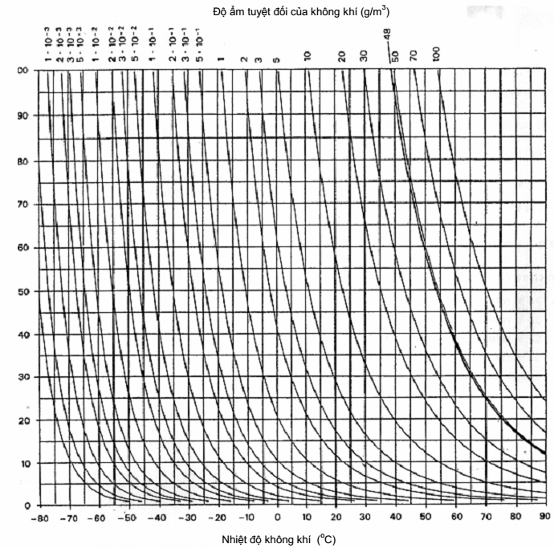 Độ ẩm tuyệt đối của không khí (g/m³)
1 · 10⁻³ 2 · 10⁻³ 3 · 10⁻³ 5 · 10⁻³ 1 · 10⁻² 2 · 10⁻² 3 · 10⁻² 5 · 10⁻² 1 · 10⁻¹ 2 · 10⁻¹ 3 · 10⁻¹ 5 · 10⁻¹ 1 2 3 5 10 20 30 48 50 70 100
00
90
80
70
60
50
40
30
20
10
0
-80 -70 -60 -50 -40 -30 -20 -10 0 10 20 30 40 50 60 70 80 90
Nhiệt độ không khí (⁰C)